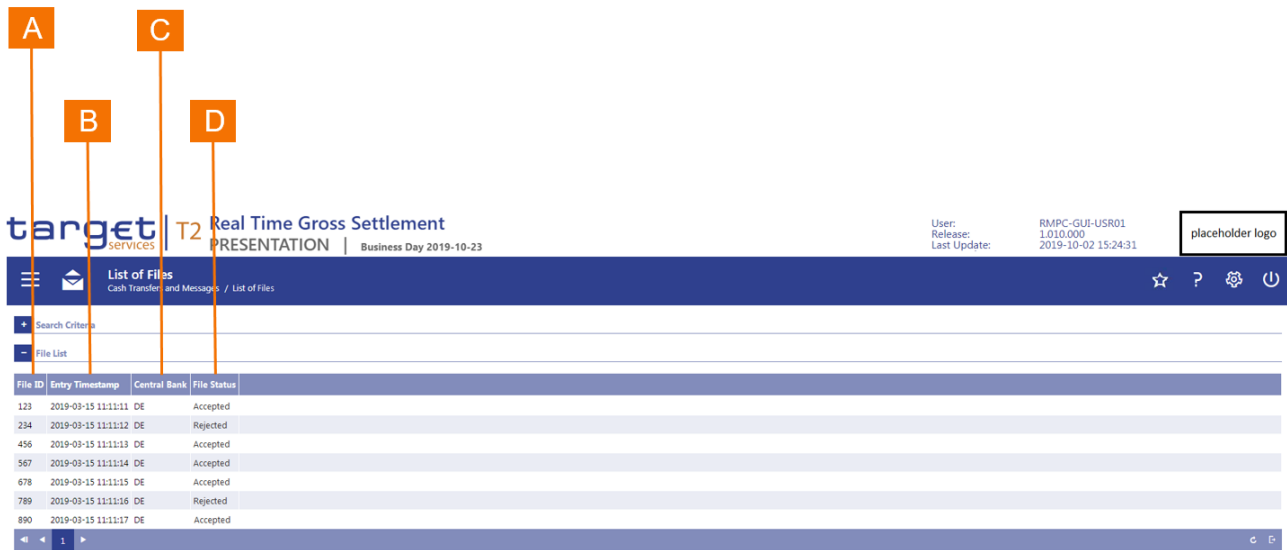 A
C
B
D
target services
T2
Real Time Gross Settlement
PRESENTATION | Business Day 2019-10-23
User: RMPC-GUI-USR01
Release: 1.010.000
Last Update: 2019-10-02 15:24:31
placeholder logo
List of Files
Cash Transfers and Messages / List of Files
?
+ Search Criteria
− File List
File ID Entry Timestamp Central Bank File Status
123 2019-03-15 11:11:11 DE Accepted
234 2019-03-15 11:11:12 DE Rejected
456 2019-03-15 11:11:13 DE Accepted
567 2019-03-15 11:11:14 DE Accepted
678 2019-03-15 11:11:15 DE Accepted
789 2019-03-15 11:11:16 DE Rejected
890 2019-03-15 11:11:17 DE Accepted
1